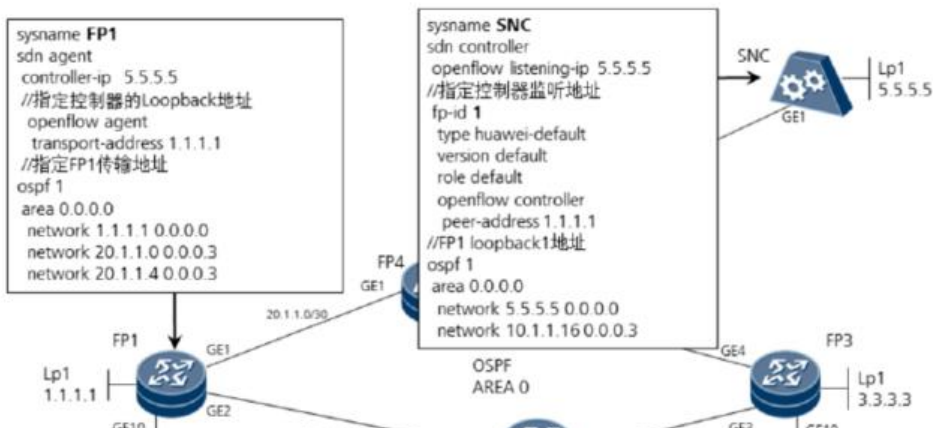 sysname FP1
sdn agent
controller-ip 5.5.5.5
//指定控制器的Loopback地址
openflow agent
transport-address 1.1.1.1
//指定FP1传输地址
ospf 1
area 0.0.0.0
network 1.1.1.1 0.0.0.0
network 20.1.1.0 0.0.0.3
network 20.1.1.4 0.0.0.3
sysname SNC
sdn controller
openflow listening-ip 5.5.5.5
//指定控制器监听地址
fp-id 1
type huawei-default
version default
role default
openflow controller
peer-address 1.1.1.1
//FP1 loopback1地址
ospf 1
area 0.0.0.0
network 5.5.5.5 0.0.0.0
network 10.1.1.16 0.0.0.3
SNC
Lp1
5.5.5.5
GE1
FP4
GE1
20.1.1.0/30
FP1
GE1
Lp1
1.1.1.1
GE2
OSPF
AREA 0
GE4
FP3
Lp1
3.3.3.3